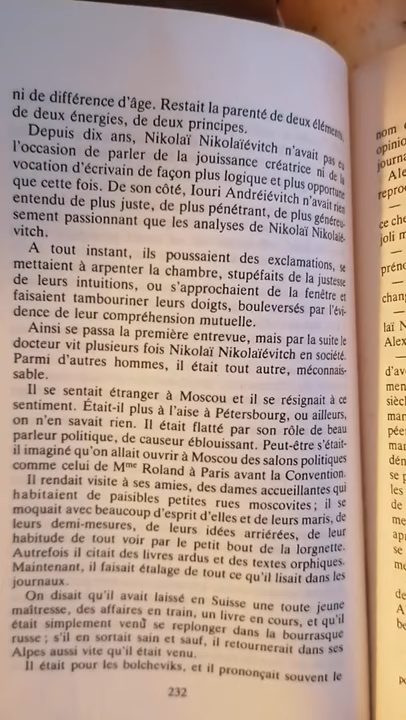 ni de différence d'âge. Restait la parenté de deux éléments,
de deux énergies, de deux principes.
Depuis dix ans, Nikolaï Nikolaïévitch n'avait pas eu
l'occasion de parler de la jouissance créatrice ni de la
vocation d'écrivain de façon plus logique et plus opportune
que cette fois. De son côté, Iouri Andréiévitch n'avait rien
entendu de plus juste, de plus pénétrant, de plus généreu-
sement passionnant que les analyses de Nikolaï Nikolaïé-
vitch.
A tout instant, ils poussaient des exclamations, se
mettaient à arpenter la chambre, stupéfaits de la justesse
de leurs intuitions, ou s'approchaient de la fenêtre et
faisaient tambouriner leurs doigts, bouleversés par l'évi-
dence de leur compréhension mutuelle.
Ainsi se passa la première entrevue, mais par la suite le
docteur vit plusieurs fois Nikolaï Nikolaïévitch en société.
Parmi d'autres hommes, il était tout autre, méconnais-
sable.
Il se sentait étranger à Moscou et il se résignait à ce
sentiment. Était-il plus à l'aise à Pétersbourg, ou ailleurs,
on n'en savait rien. Il était flatté par son rôle de beau
parleur politique, de causeur éblouissant. Peut-être s'était-
il imaginé qu'on allait ouvrir à Moscou des salons politiques
comme celui de Mme Roland à Paris avant la Convention.
Il rendait visite à ses amies, des dames accueillantes qui
habitaient de paisibles petites rues moscovites ; il se
moquait avec beaucoup d'esprit d'elles et de leurs maris, de
leurs demi-mesures, de leurs idées arriérées, de leur
habitude de tout voir par le petit bout de la lorgnette.
Autrefois il citait des livres ardus et des textes orphiques.
Maintenant, il faisait étalage de tout ce qu'il lisait dans les
journaux.
On disait qu'il avait laissé en Suisse une toute jeune
maîtresse, des affaires en train, un livre en cours, et qu'il
était simplement venu se replonger dans la bourrasque
russe ; s'il en sortait sain et sauf, il retournerait dans ses
Alpes aussi vite qu'il était venu.
Il était pour les bolcheviks, et il prononçait souvent le
232